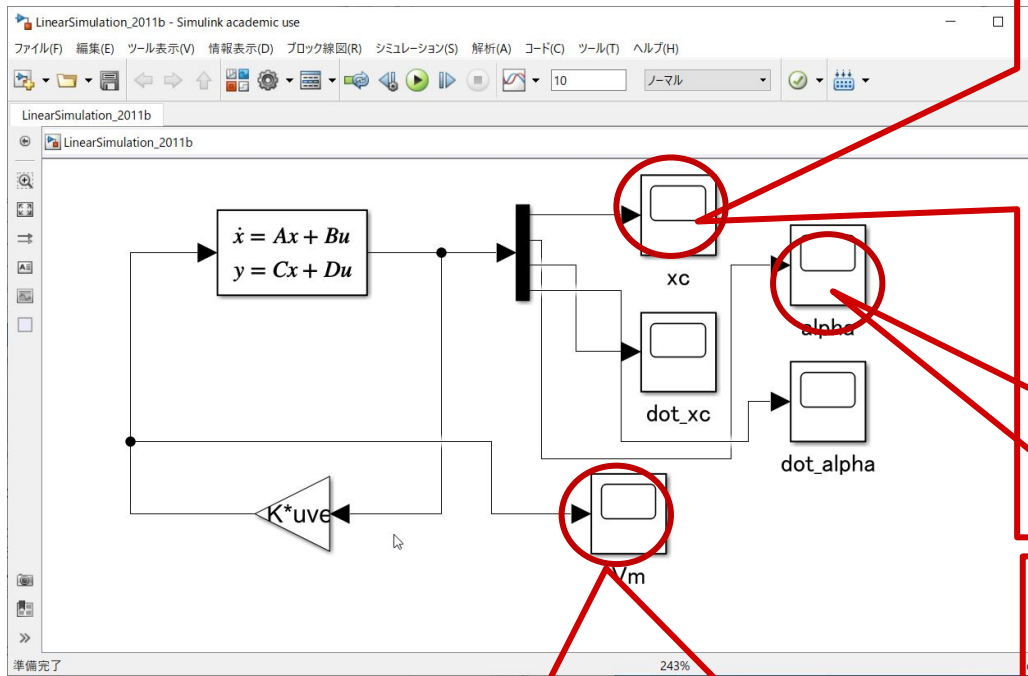 LinearSimulation_2011b - Simulink academic use
ファイル(F) 編集(E) ツール表示(V) 情報表示(D) ブロック線図(R) シミュレーション(S) 解析(A) コード(C) ツール(T) ヘルプ(H)
10 ノーマル
LinearSimulation_2011b
LinearSimulation_2011b
ẋ = Ax + Bu
y = Cx + Du
xc
alpha
dot_xc
dot_alpha
K*uve
Vm
準備完了 243%